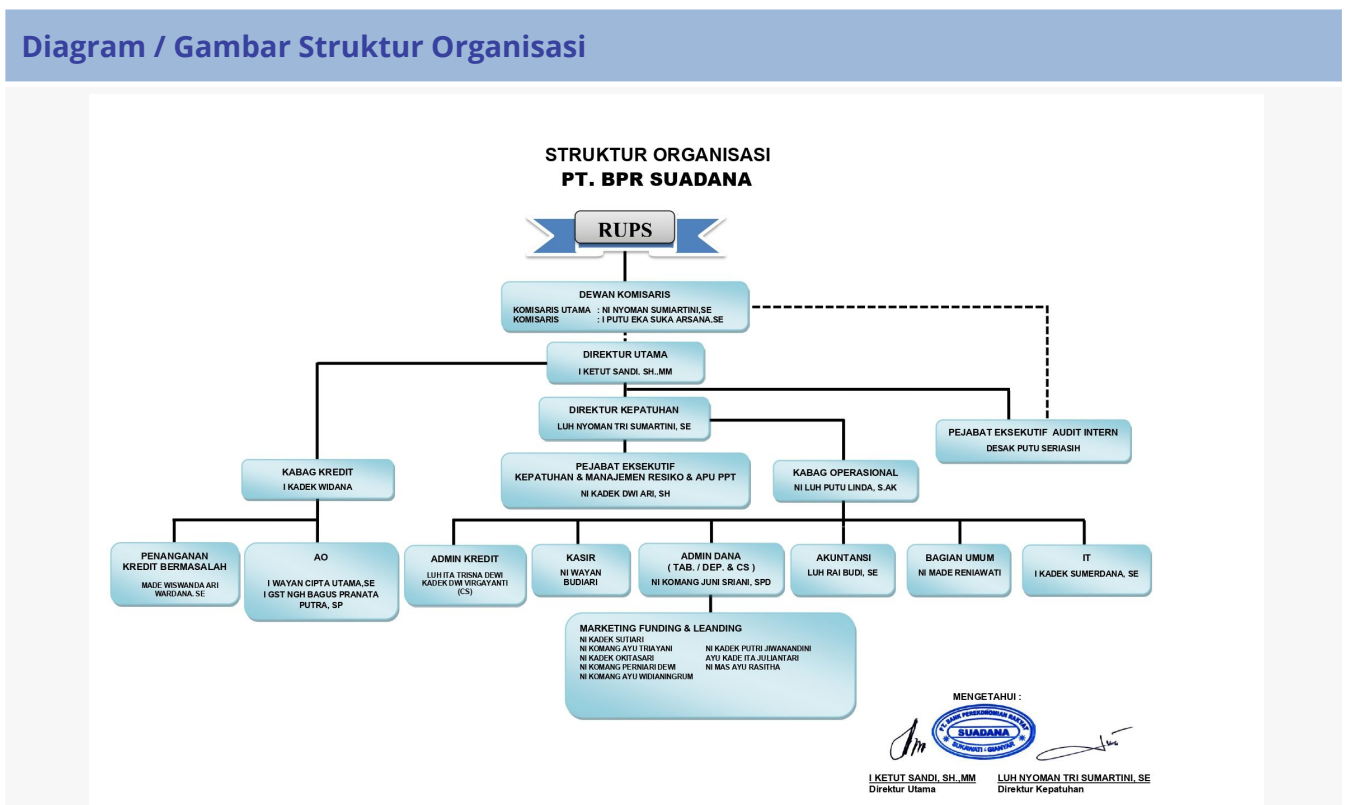 Diagram / Gambar Struktur Organisasi
STRUKTUR ORGANISASI
PT. BPR SUADANA
RUPS
DEWAN KOMISARIS
KOMISARIS UTAMA : NI NYOMAN SUMIARTINI,SE
KOMISARIS : I PUTU EKA SUKA ARSANA.SE
DIREKTUR UTAMA
I KETUT SANDI. SH.,MM
DIREKTUR KEPATUHAN
LUH NYOMAN TRI SUMARTINI, SE
PEJABAT EKSEKUTIF AUDIT INTERN
DESAK PUTU SERIASIH
KABAG KREDIT
I KADEK WIDANA
PEJABAT EKSEKUTIF
KEPATUHAN & MANAJEMEN RESIKO & APU PPT
NI KADEK DWI ARI, SH
KABAG OPERASIONAL
NI LUH PUTU LINDA, S.AK
PENANGANAN
KREDIT BERMASALAH
MADE WISWANDA ARI
WARDANA. SE
AO
I WAYAN CIPTA UTAMA,SE
I GST NGH BAGUS PRANATA
PUTRA, SP
ADMIN KREDIT
LUH ITA TRISNA DEWI
KADEK DWI VIRGAYANTI
(CS)
KASIR
NI WAYAN
BUDIARI
ADMIN DANA
( TAB. / DEP. & CS )
NI KOMANG JUNI SRIANI, SPD
AKUNTANSI
LUH RAI BUDI, SE
BAGIAN UMUM
NI MADE RENIAWATI
IT
I KADEK SUMERDANA, SE
MARKETING FUNDING & LEANDING
NI KADEK SUTIARI
NI KOMANG AYU TRIAYANI
NI KADEK OKITASARI
NI KOMANG PERNIARI DEWI
NI KOMANG AYU WIDIANINGRUM
NI KADEK PUTRI JIWANANDINI
AYU KADE ITA JULIANTARI
NI MAS AYU RASITHA
MENGETAHUI :
PT. BANK PEREKONOMIAN RAKYAT
SUADANA
SUKAWATI - GIANYAR
I KETUT SANDI, SH.,MM
Direktur Utama
LUH NYOMAN TRI SUMARTINI, SE
Direktur Kepatuhan